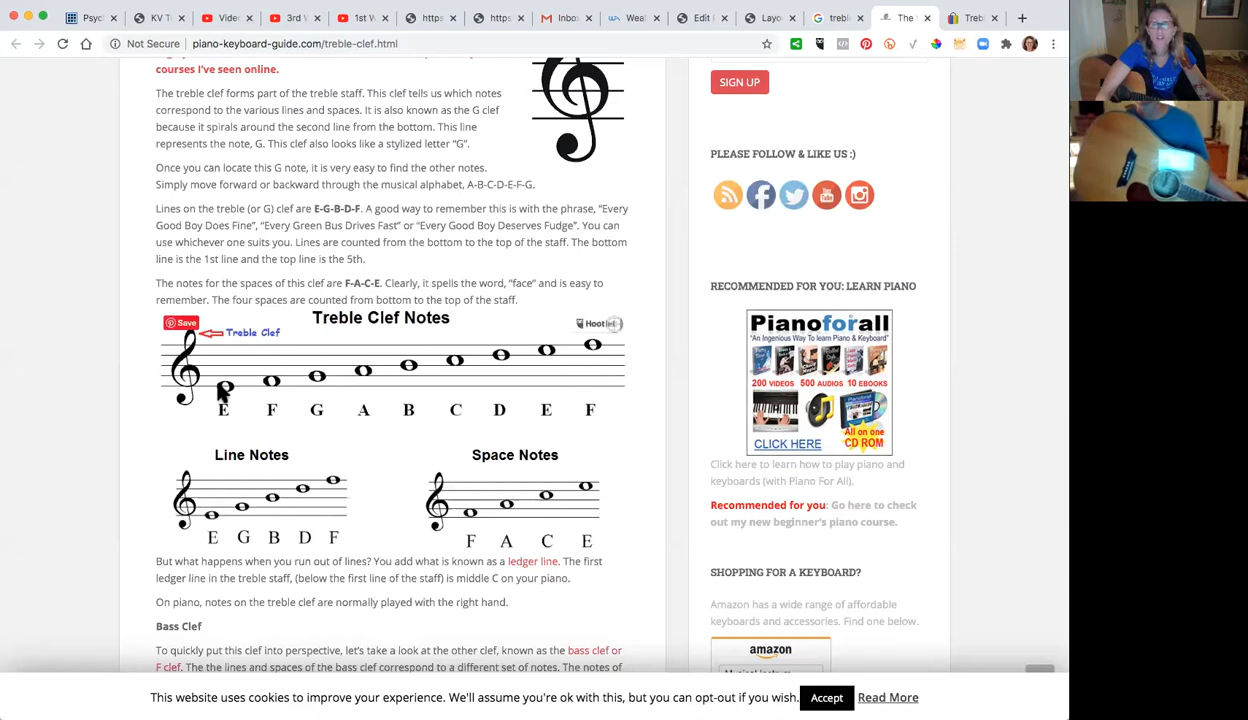 Psycl
KV T
Video
3rd V
1st V
https
https
Inbo
Weal
Edit
Layo
treble
The
Trebl
Not Secure
piano-keyboard-guide.com/treble-clef.html
courses I've seen online.
The treble clef forms part of the treble staff. This clef tells us which notes
correspond to the various lines and spaces. It is also known as the G clef
because it spirals around the second line from the bottom. This line
represents the note, G. This clef also looks like a stylized letter "G".
Once you can locate this G note, it is very easy to find the other notes.
Simply move forward or backward through the musical alphabet, A-B-C-D-E-F-G.
Lines on the treble (or G) clef are E-G-B-D-F. A good way to remember this is with the phrase, "Every
Good Boy Does Fine", "Every Green Bus Drives Fast" or "Every Good Boy Deserves Fudge". You can
use whichever one suits you. Lines are counted from the bottom to the top of the staff. The bottom
line is the 1st line and the top line is the 5th.
The notes for the spaces of this clef are F-A-C-E. Clearly, it spells the word, "face" and is easy to
remember. The four spaces are counted from bottom to the top of the staff.
Treble Clef Notes
Save
Treble Clef
Hootlet
E F G A B C D E F
Line Notes
Space Notes
E G B D F
F A C E
But what happens when you run out of lines? You add what is known as a ledger line. The first
ledger line in the treble staff, (below the first line of the staff) is middle C on your piano.
On piano, notes on the treble clef are normally played with the right hand.
Bass Clef
To quickly put this clef into perspective, let's take a look at the other clef, known as the bass clef or
F clef. The the lines and spaces of the bass clef correspond to a different set of notes. The notes of
SIGN UP
PLEASE FOLLOW & LIKE US :)
RECOMMENDED FOR YOU: LEARN PIANO
Pianoforall
"An Ingenious Way To learn Piano & Keyboard"
200 VIDEOS 500 AUDIOS 10 EBOOKS
All on one
CD ROM
CLICK HERE
Click here to learn how to play piano and
keyboards (with Piano For All).
Recommended for you: Go here to check
out my new beginner's piano course.
SHOPPING FOR A KEYBOARD?
Amazon has a wide range of affordable
keyboards and accessories. Find one below.
amazon
This website uses cookies to improve your experience. We'll assume you're ok with this, but you can opt-out if you wish.
Accept
Read More